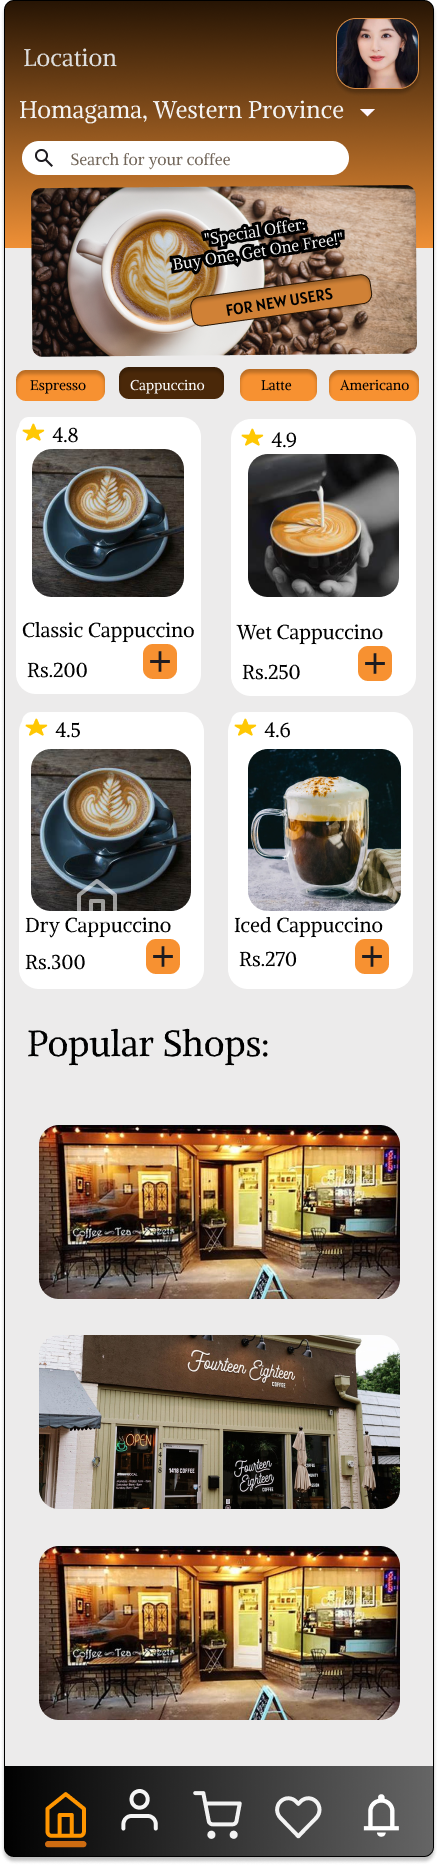 Location
Homagama, Western Province
Search for your coffee
"Special Offer:
Buy One, Get One Free!"
FOR NEW USERS
Espresso
Cappuccino
Latte
Americano
4.8
4.9
Classic Cappuccino
Wet Cappuccino
Rs.200
Rs.250
4.5
4.6
Dry Cappuccino
Iced Cappuccino
Rs.300
Rs.270
Popular Shops:
Coffee Tea Sweets
Fourteen Eighteen
COFFEE
OPEN
1418 COFFEE
1418
Fourteen
Eighteen
COFFEE
Coffee Tea Sweets